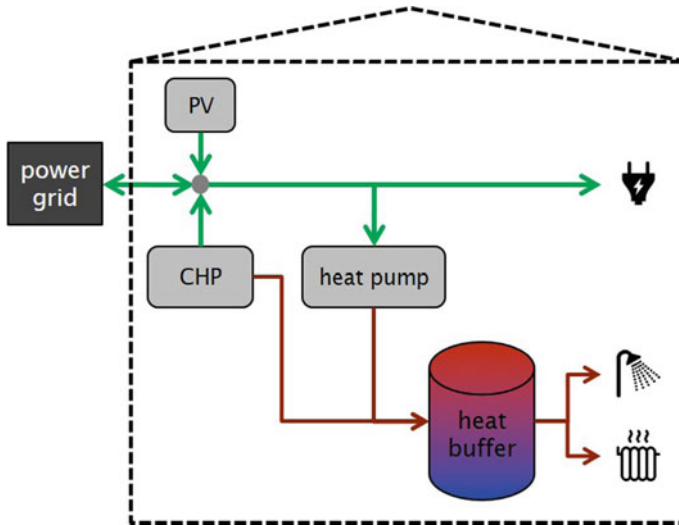 PV
power
grid
CHP
heat pump
heat
buffer